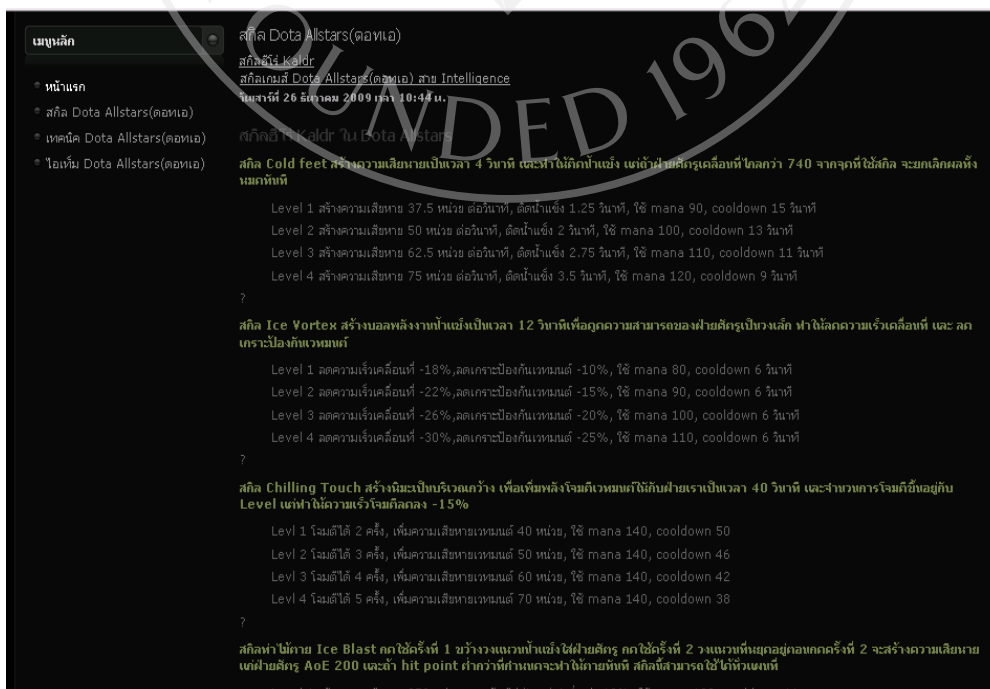 UNDED 1962
เมนูหลัก
หน้าแรก
สกิล Dota Allstars(ดอทเอ)
เทคนิค Dota Allstars(ดอทเอ)
ไอเท็ม Dota Allstars(ดอทเอ)
สกิล Dota Allstars(ดอทเอ)
สกิลฮีโร่ Kaldr
สกิลเกมส์ Dota Allstars(ดอทเอ) สาย Intelligence
วันเสาร์ที่ 26 ธันวาคม 2009 เวลา 10:44 น.
สกิลฮีโร่ Kaldr ใน Dota Allstars
สกิล Cold feet สร้างความเสียหายเป็นเวลา 4 วินาที และทำให้ติดน้ำแข็ง แต่ถ้าฝ่ายศัตรูเคลื่อนที่ไกลกว่า 740 จากจุดที่ใช้สกิล จะยกเลิกผลทั้ง
หมดทันที
Level 1 สร้างความเสียหาย 37.5 หน่วย ต่อวินาที, ติดน้ำแข็ง 1.25 วินาที, ใช้ mana 90, cooldown 15 วินาที
Level 2 สร้างความเสียหาย 50 หน่วย ต่อวินาที, ติดน้ำแข็ง 2 วินาที, ใช้ mana 100, cooldown 13 วินาที
Level 3 สร้างความเสียหาย 62.5 หน่วย ต่อวินาที, ติดน้ำแข็ง 2.75 วินาที, ใช้ mana 110, cooldown 11 วินาที
Level 4 สร้างความเสียหาย 75 หน่วย ต่อวินาที, ติดน้ำแข็ง 3.5 วินาที, ใช้ mana 120, cooldown 9 วินาที
?
สกิล Ice Vortex สร้างบอลพลังงานน้ำแข็งเป็นเวลา 12 วินาทีเพื่อดูดความสามารถของฝ่ายศัตรูเป็นวงเล็ก ทำให้ลดความเร็วเคลื่อนที่ และ ลด
เกราะป้องกันเวทมนต์
Level 1 ลดความเร็วเคลื่อนที่ -18%,ลดเกราะป้องกันเวทมนต์ -10%, ใช้ mana 80, cooldown 6 วินาที
Level 2 ลดความเร็วเคลื่อนที่ -22%,ลดเกราะป้องกันเวทมนต์ -15%, ใช้ mana 90, cooldown 6 วินาที
Level 3 ลดความเร็วเคลื่อนที่ -26%,ลดเกราะป้องกันเวทมนต์ -20%, ใช้ mana 100, cooldown 6 วินาที
Level 4 ลดความเร็วเคลื่อนที่ -30%,ลดเกราะป้องกันเวทมนต์ -25%, ใช้ mana 110, cooldown 6 วินาที
?
สกิล Chilling Touch สร้างหิมะเป็นบริเวณกว้าง เพื่อเพิ่มพลังโจมตีเวทมนต์ให้กับฝ่ายเราเป็นเวลา 40 วินาที และจำนวนการโจมตีขึ้นอยู่กับ
Level แต่ทำให้ความเร็วโจมตีลดลง -15%
Levl 1 โจมตีได้ 2 ครั้ง, เพิ่มความเสียหายเวทมนต์ 40 หน่วย, ใช้ mana 140, cooldown 50
Levl 2 โจมตีได้ 3 ครั้ง, เพิ่มความเสียหายเวทมนต์ 50 หน่วย, ใช้ mana 140, cooldown 46
Levl 3 โจมตีได้ 4 ครั้ง, เพิ่มความเสียหายเวทมนต์ 60 หน่วย, ใช้ mana 140, cooldown 42
Levl 4 โจมตีได้ 5 ครั้ง, เพิ่มความเสียหายเวทมนต์ 70 หน่วย, ใช้ mana 140, cooldown 38
?
สกิลท่าไม้ตาย Ice Blast กดใช้ครั้งที่ 1 ขว้างวงแหวนน้ำแข็งใส่ฝ่ายศัตรู กดใช้ครั้งที่ 2 วงแหวนที่หยุดอยู่ตอนกดครั้งที่ 2 จะสร้างความเสียหาย
แก่ฝ่ายศัตรู AoE 200 และถ้า hit point ต่ำกว่าที่กำหนดจะทำให้ตายทันที สกิลนี้สามารถใช้ได้ทั่วแผนที่